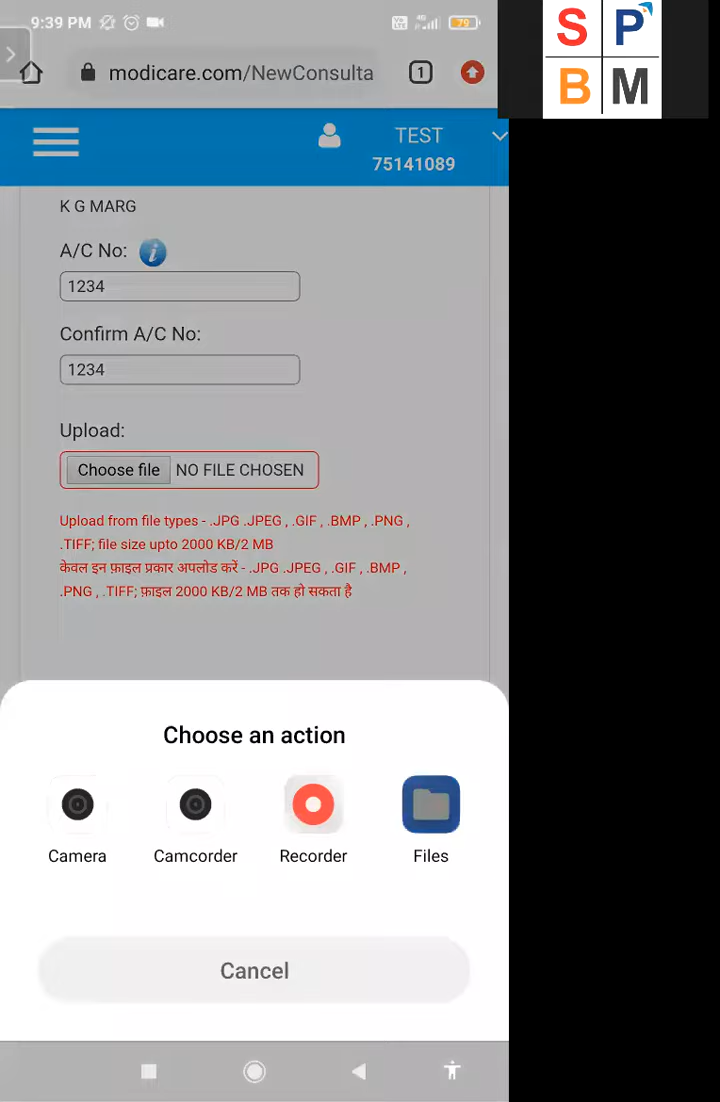 9:39 PM
Vo LTE 4G 79
modicare.com/NewConsulta
1
S P
B M
TEST
75141089
K G MARG
A/C No: i
1234
Confirm A/C No:
1234
Upload:
Choose file NO FILE CHOSEN
Upload from file types - .JPG .JPEG , .GIF , .BMP , .PNG ,
.TIFF; file size upto 2000 KB/2 MB
केवल इन फ़ाइल प्रकार अपलोड करें - .JPG .JPEG , .GIF , .BMP ,
.PNG , .TIFF; फ़ाइल 2000 KB/2 MB तक हो सकता है
Choose an action
Camera Camcorder Recorder Files
Cancel